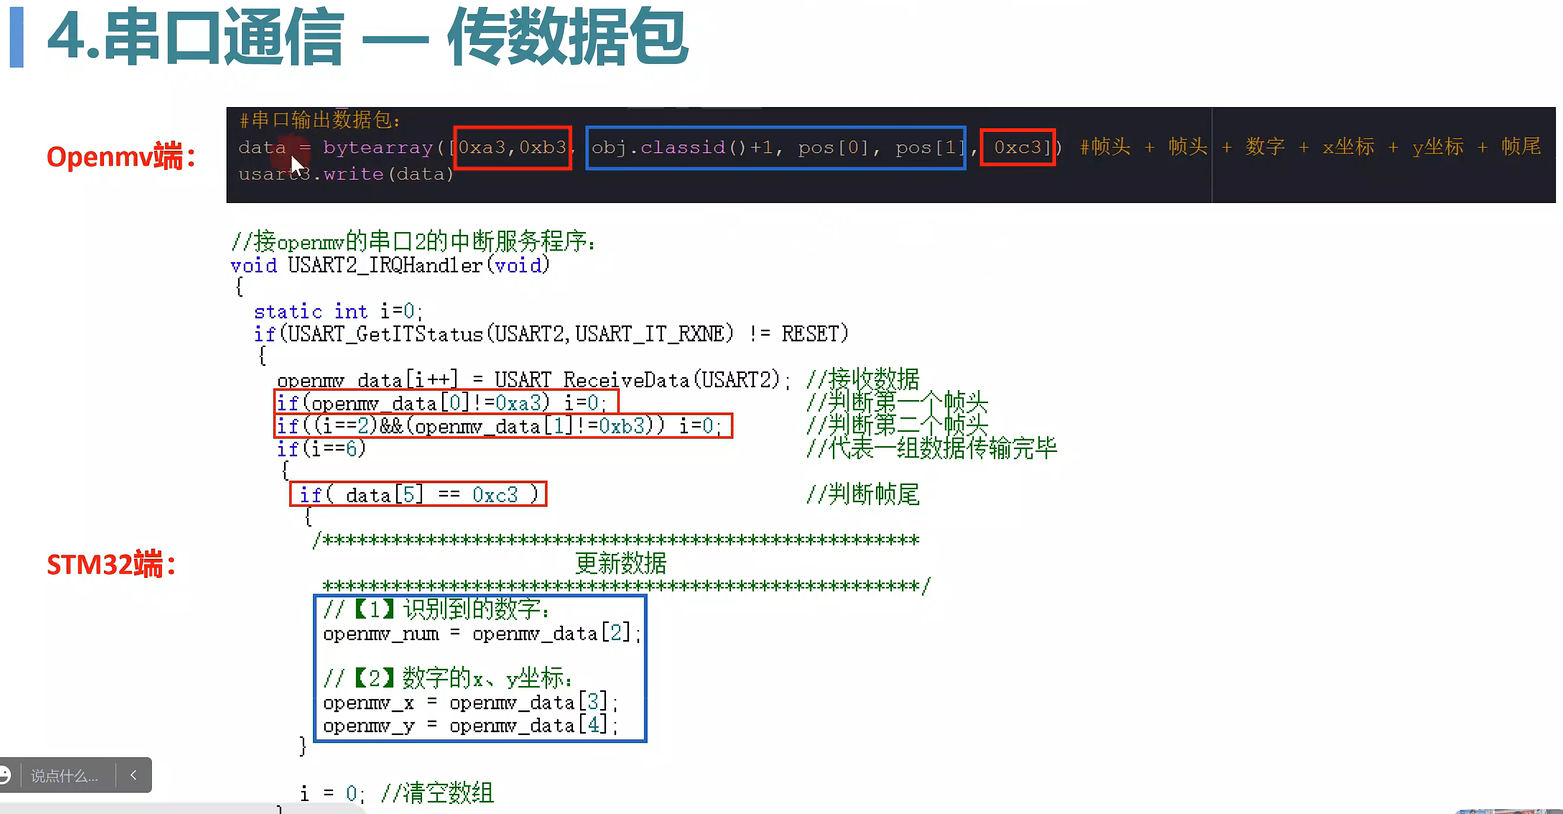 4.串口通信 — 传数据包
Openmv端：
#串口输出数据包：
data = bytearray([0xa3,0xb3, obj.classid()+1, pos[0], pos[1], 0xc3]) #帧头 + 帧头 + 数字 + x坐标 + y坐标 + 帧尾
usart3.write(data)
//接openmv的串口2的中断服务程序：
void USART2_IRQHandler(void)
{
static int i=0;
if(USART_GetITStatus(USART2,USART_IT_RXNE) != RESET)
{
openmv_data[i++] = USART_ReceiveData(USART2); //接收数据
if(openmv_data[0]!=0xa3) i=0; //判断第一个帧头
if((i==2)&&(openmv_data[1]!=0xb3)) i=0; //判断第二个帧头
if(i==6) //代表一组数据传输完毕
{
if( data[5] == 0xc3 ) //判断帧尾
{
STM32端：
/****************************************************
更新数据
****************************************************/
//【1】识别到的数字：
openmv_num = openmv_data[2];
//【2】数字的x、y坐标：
openmv_x = openmv_data[3];
openmv_y = openmv_data[4];
}
说点什么...
i = 0; //清空数组
}